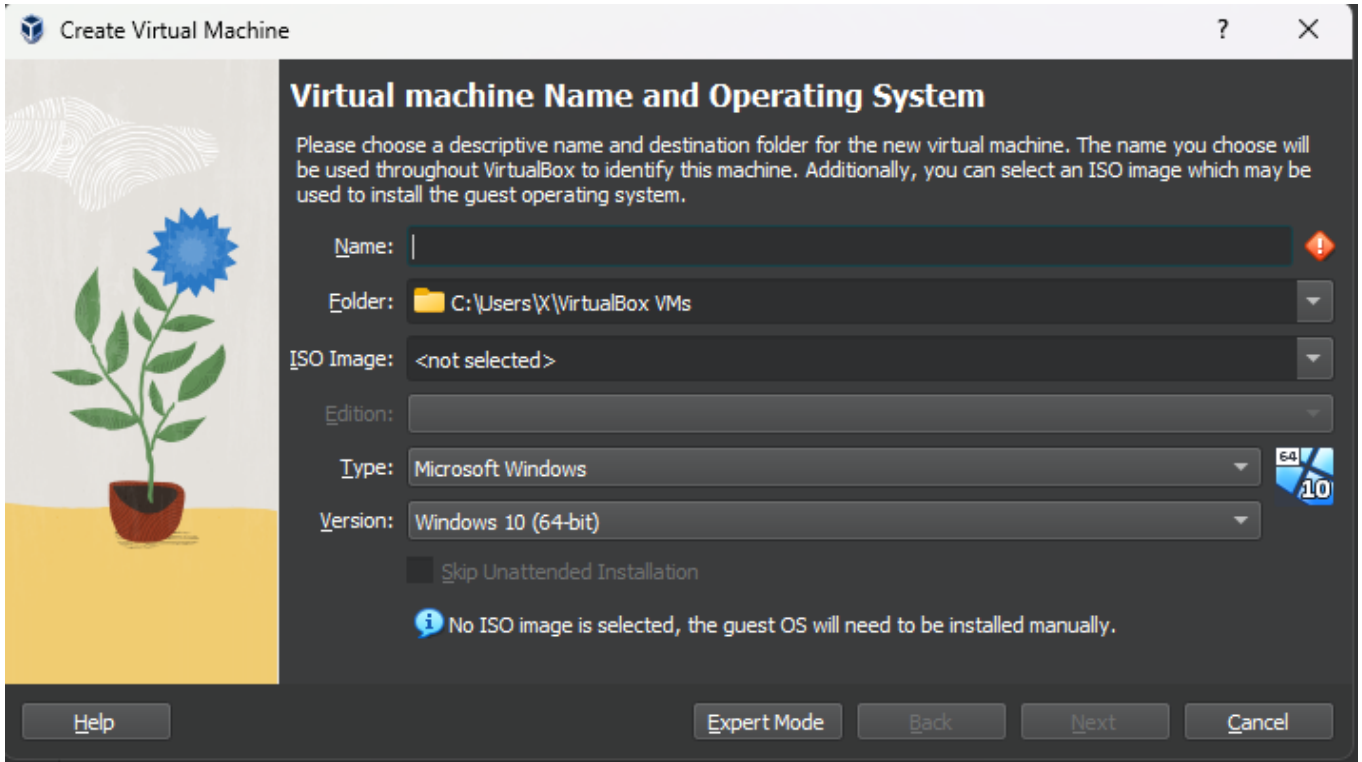 Create Virtual Machine
?
Virtual machine Name and Operating System
Please choose a descriptive name and destination folder for the new virtual machine. The name you choose will
be used throughout VirtualBox to identify this machine. Additionally, you can select an ISO image which may be
used to install the guest operating system.
Name:
Folder: C:\Users\X\VirtualBox VMs
ISO Image: <not selected>
Edition:
Type: Microsoft Windows
64
10
Version: Windows 10 (64-bit)
Skip Unattended Installation
No ISO image is selected, the guest OS will need to be installed manually.
Help Expert Mode Back Next Cancel